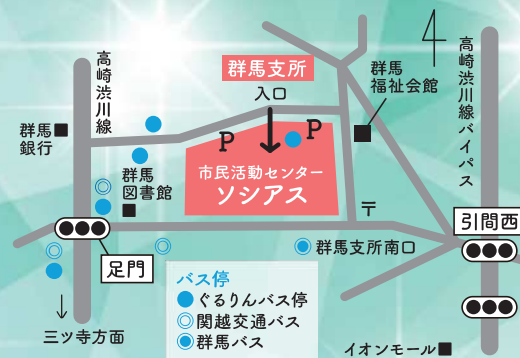 高崎渋川線
群馬支所
入口
群馬
福祉会館
高崎渋川線バイパス
群馬
銀行
P
P
市民活動センター
ソシアス
群馬
図書館
〒
引間西
足門
群馬支所南口
バス停
ぐるりんバス停
関越交通バス
群馬バス
三ツ寺方面
イオンモール